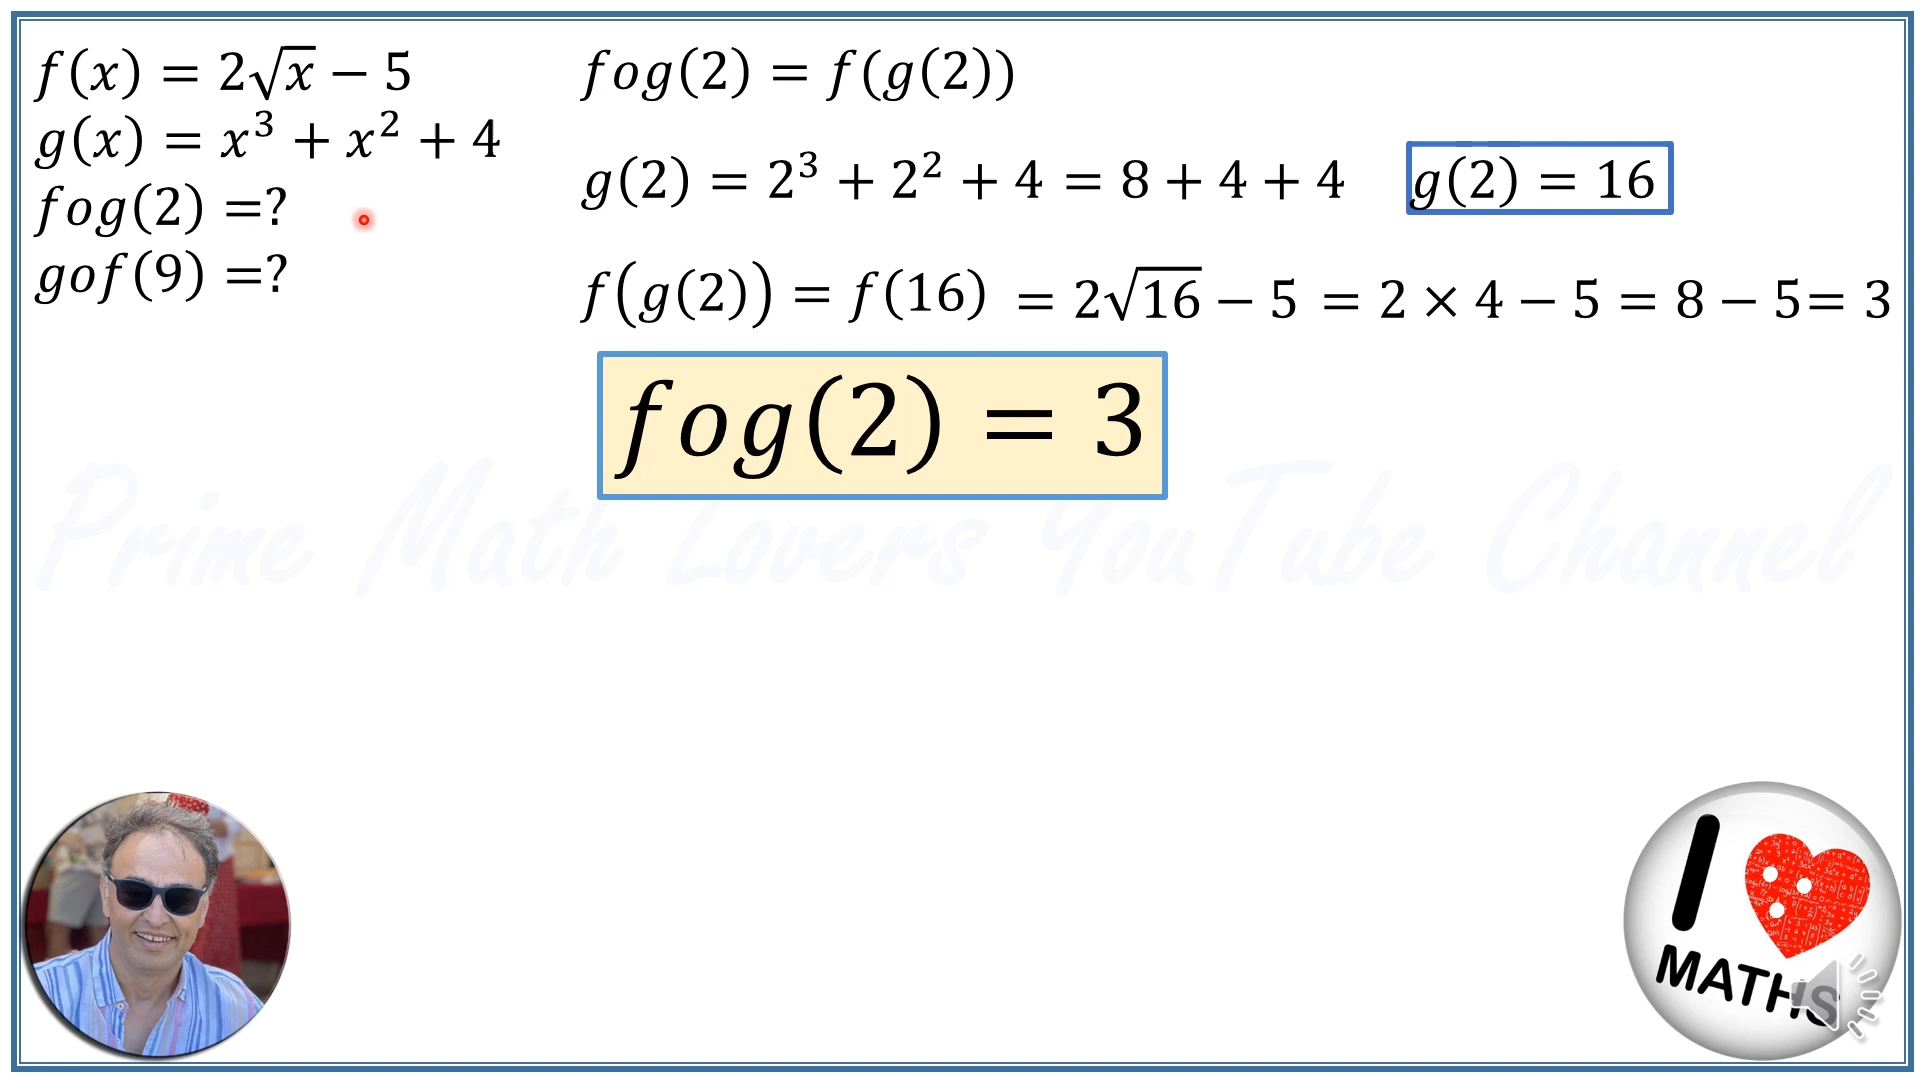 f(x) = 2√x − 5
g(x) = x³ + x² + 4
fog(2) =?
gof(9) =?
fog(2) = f(g(2))
g(2) = 2³ + 2² + 4 = 8 + 4 + 4
g(2) = 16
f(g(2)) = f(16) = 2√16 − 5 = 2 × 4 − 5 = 8 − 5= 3
fog(2) = 3
Prime Math Lovers YouTube Channel
I
MATHS